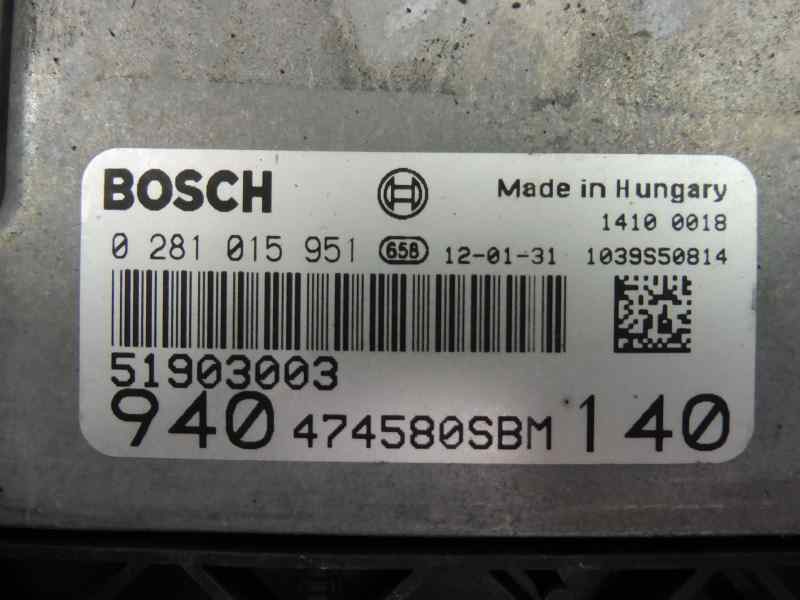 BOSCH Made in Hungary
1410 0018
0 281 015 951 658 12-01-31 1039S50814
51903003
940 474580SBM 140